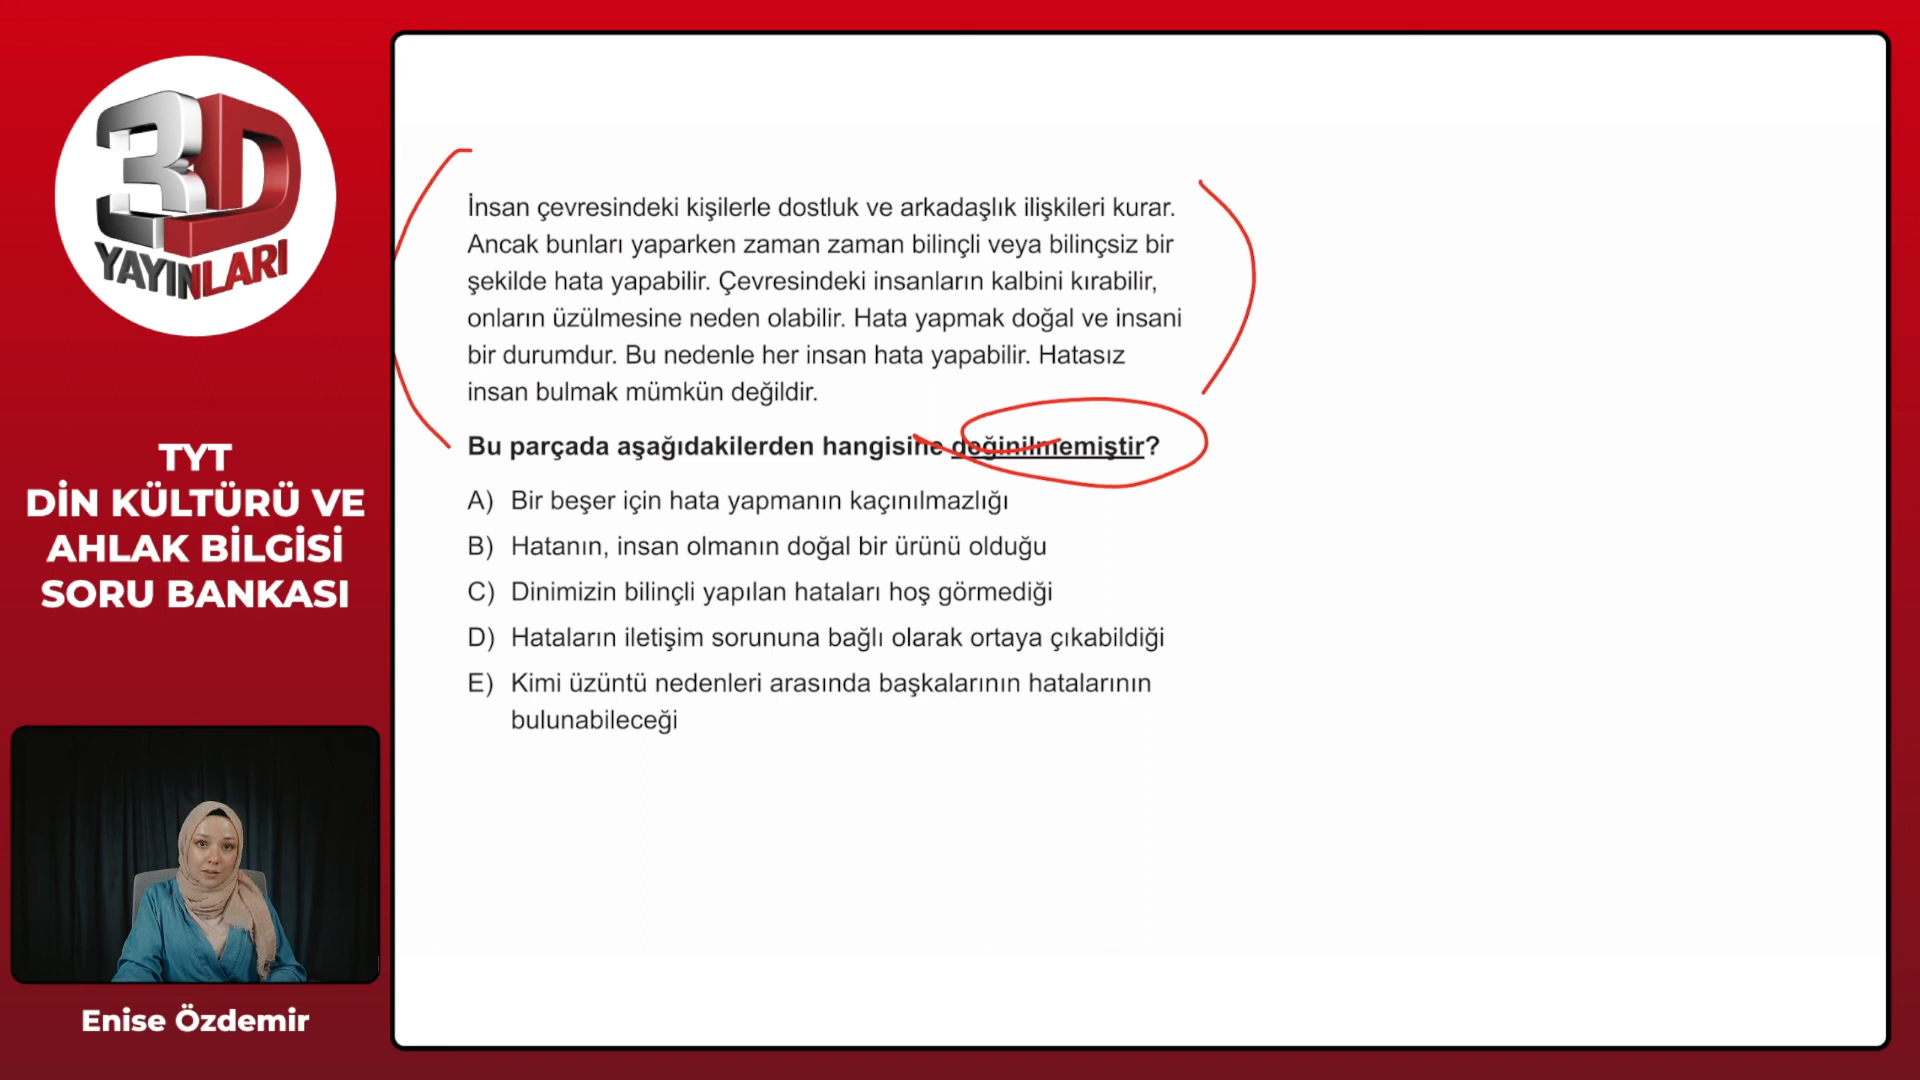 3D
YAYINLARI
TYT
DİN KÜLTÜRÜ VE
AHLAK BİLGİSİ
SORU BANKASI
Enise Özdemir
İnsan çevresindeki kişilerle dostluk ve arkadaşlık ilişkileri kurar.
Ancak bunları yaparken zaman zaman bilinçli veya bilinçsiz bir
şekilde hata yapabilir. Çevresindeki insanların kalbini kırabilir,
onların üzülmesine neden olabilir. Hata yapmak doğal ve insani
bir durumdur. Bu nedenle her insan hata yapabilir. Hatasız
insan bulmak mümkün değildir.
Bu parçada aşağıdakilerden hangisine değinilmemiştir?
A) Bir beşer için hata yapmanın kaçınılmazlığı
B) Hatanın, insan olmanın doğal bir ürünü olduğu
C) Dinimizin bilinçli yapılan hataları hoş görmediği
D) Hataların iletişim sorununa bağlı olarak ortaya çıkabildiği
E) Kimi üzüntü nedenleri arasında başkalarının hatalarının
bulunabileceği